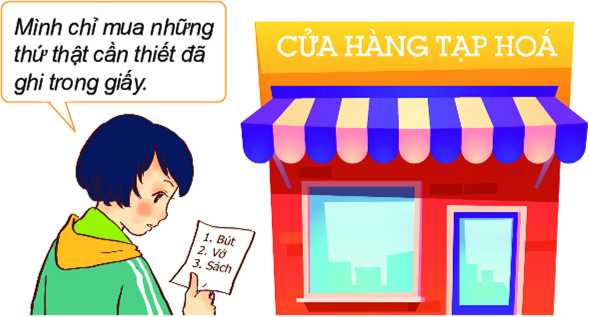 Mình chỉ mua những
thứ thật cần thiết đã
ghi trong giấy.
CỬA HÀNG TẠP HOÁ
1. Bút
2. Vở
3. Sách